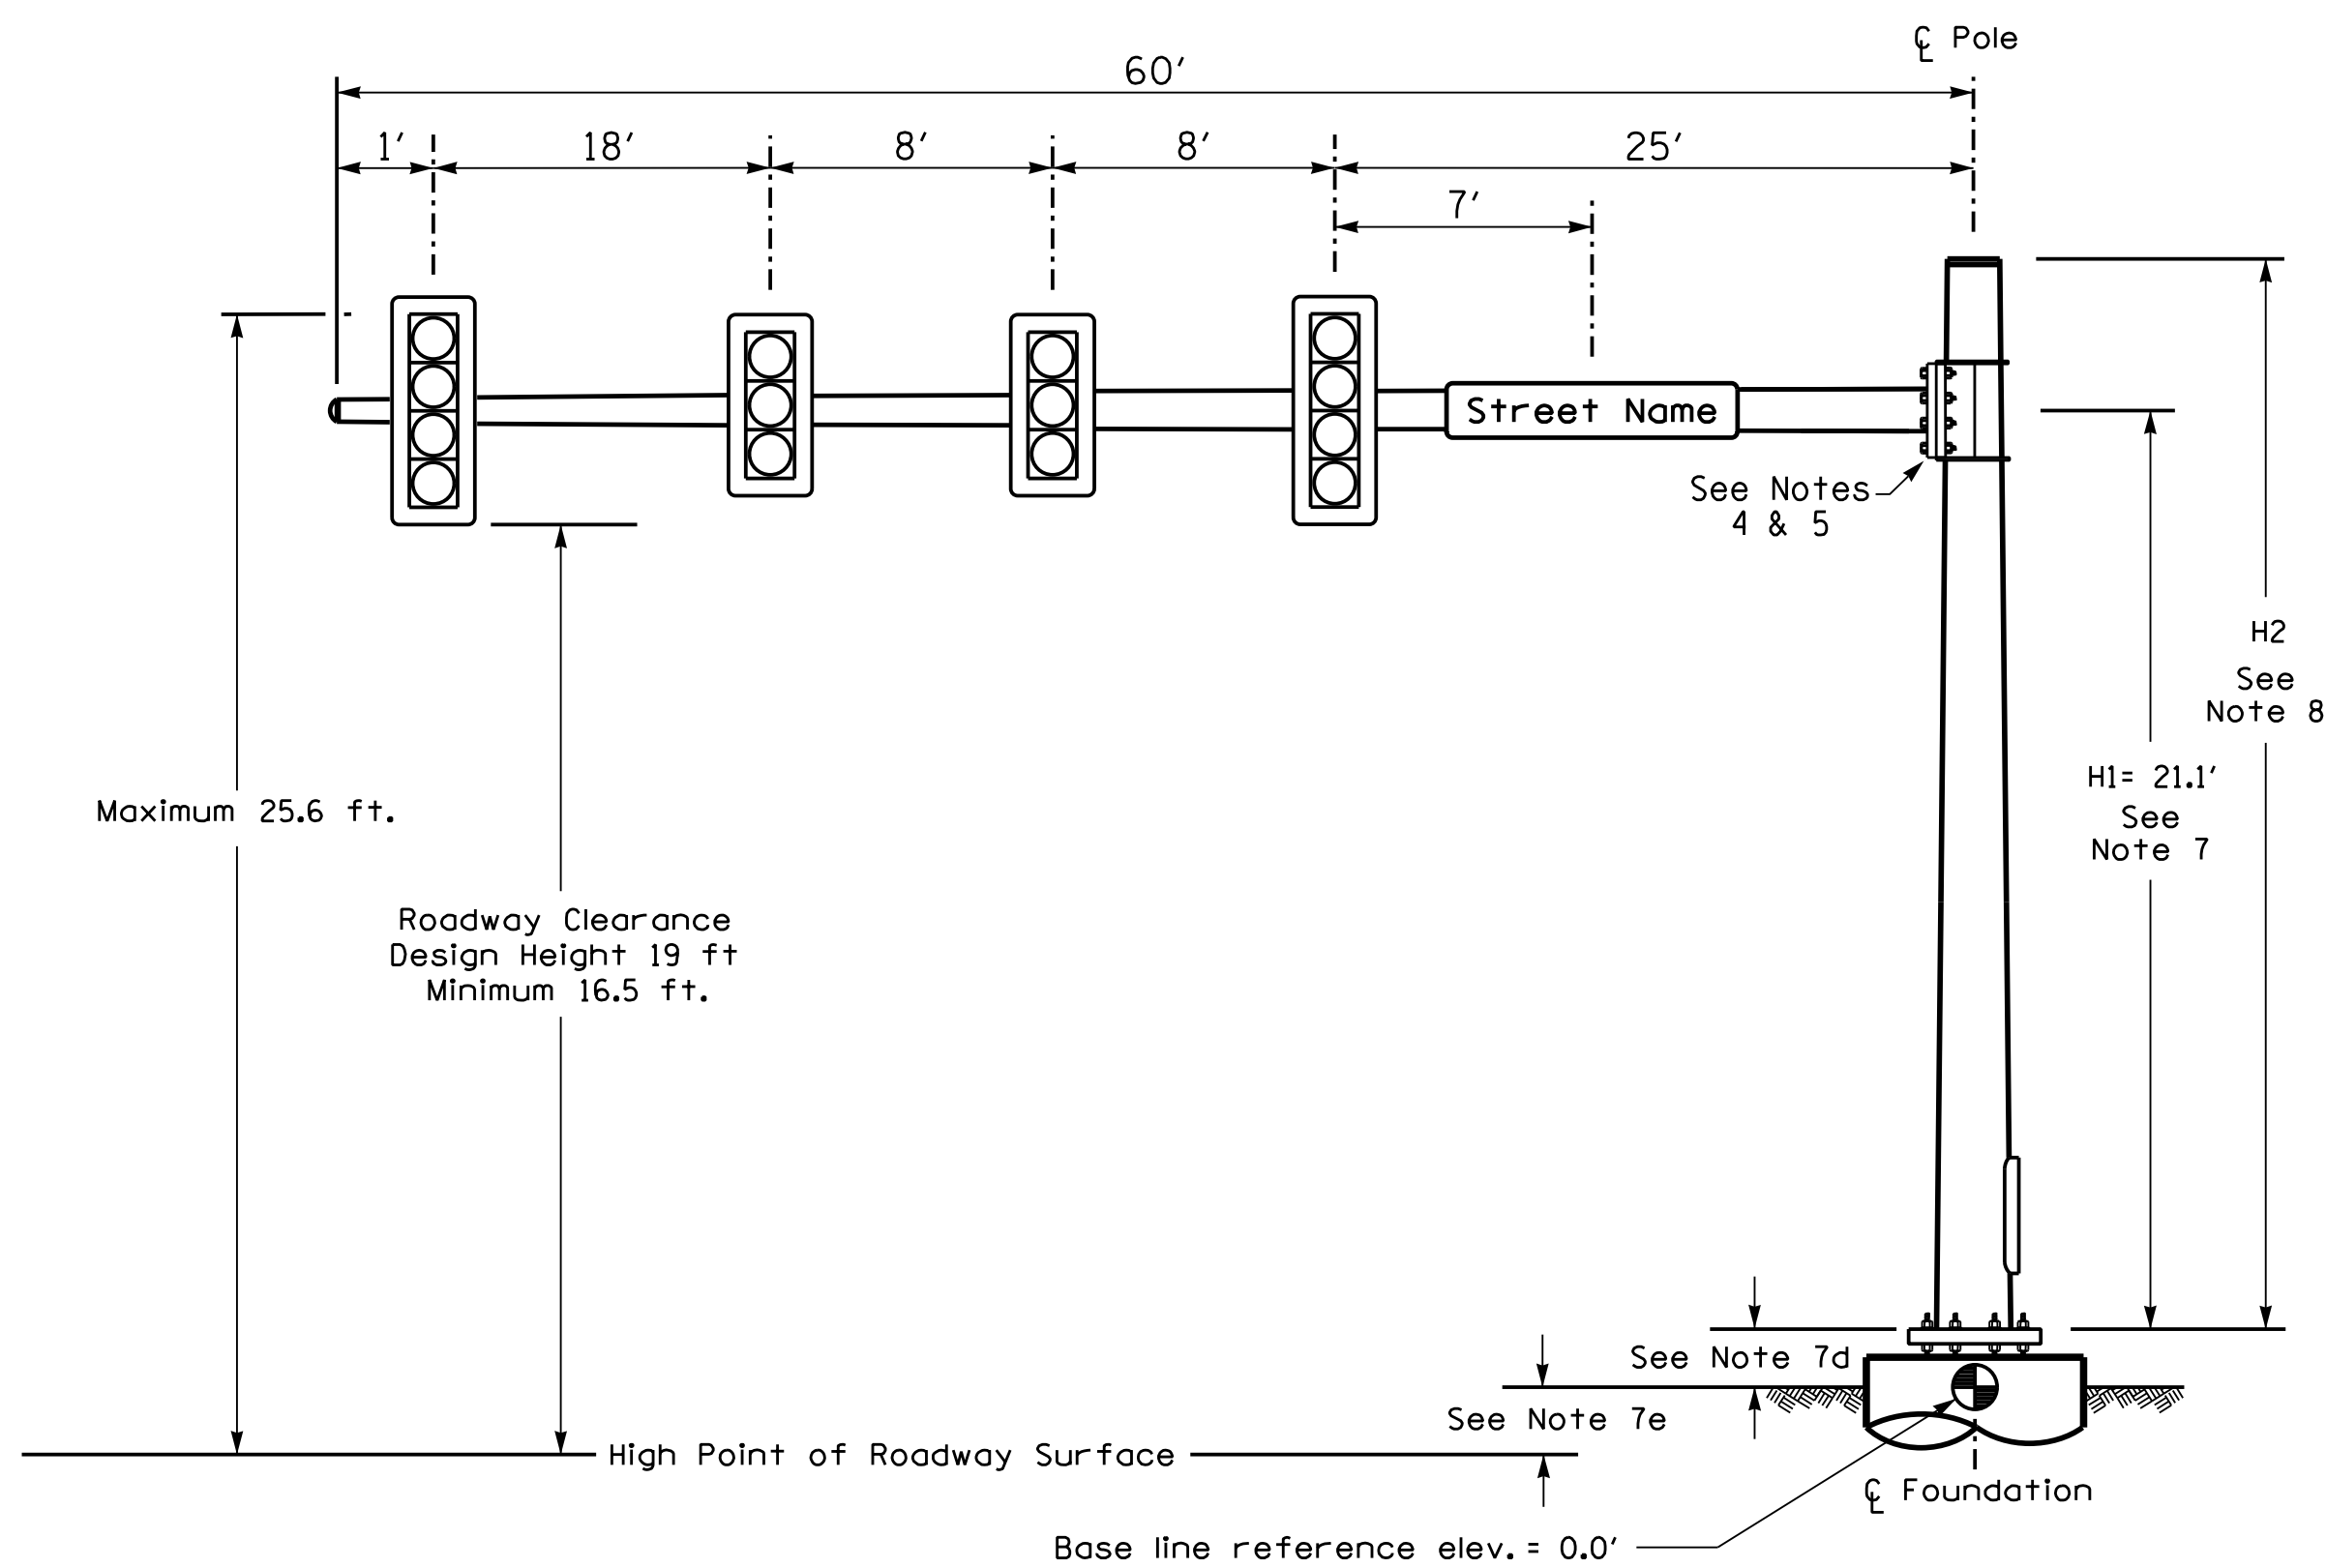 ℄ Pole
60'
1' 18' 8' 8' 25'
7'
Street Name
See Notes
4 & 5
H2
See
Note 8
H1= 21.1'
See
Note 7
Maximum 25.6 ft.
Roadway Clearance
Design Height 19 ft
Minimum 16.5 ft.
See Note 7d
See Note 7e
High Point of Roadway Surface
℄ Foundation
Base line reference elev. = 0.0'